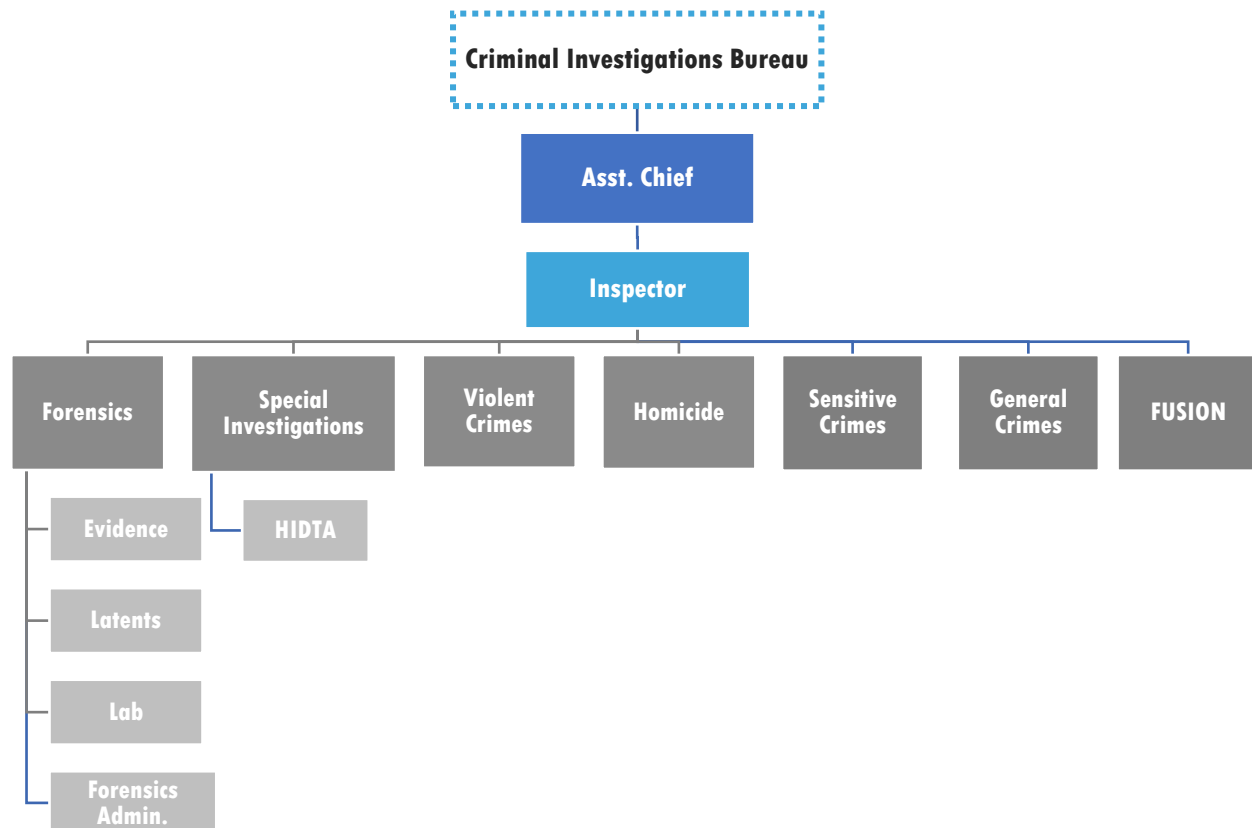 Criminal Investigations Bureau
Asst. Chief
Inspector
Forensics
Special
Investigations
Violent
Crimes
Homicide
Sensitive
Crimes
General
Crimes
FUSION
Evidence
HIDTA
Latents
Lab
Forensics
Admin.